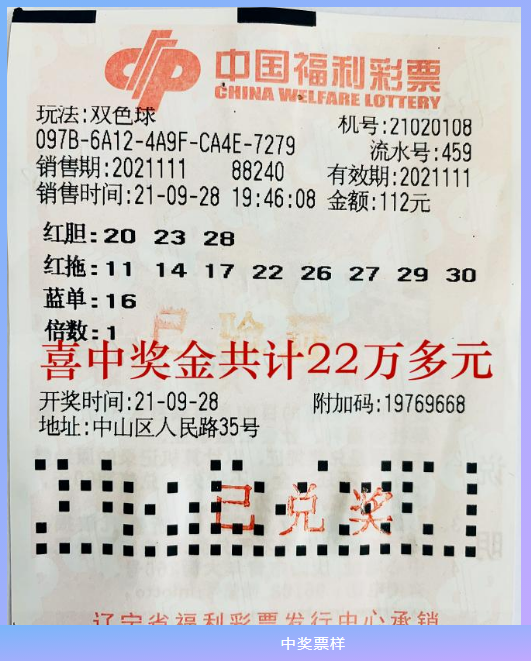 中国福利彩票
CHINA WELFARE LOTTERY
玩法:双色球
机号:21020108
097B-6A12-4A9F-CA4E-7279
流水号:459
销售期:2021111 88240 有效期:2021111
销售时间:21-09-28 19:46:08 金额:112元
红胆:20 23 28
红拖:11 14 17 22 26 27 29 30
蓝单:16
倍数:1
喜中奖金共计22万多元
开奖时间:21-09-28 附加码:19769668
地址:中山区人民路35号
已兑奖
辽宁省福利彩票发行中心承销
中奖票样